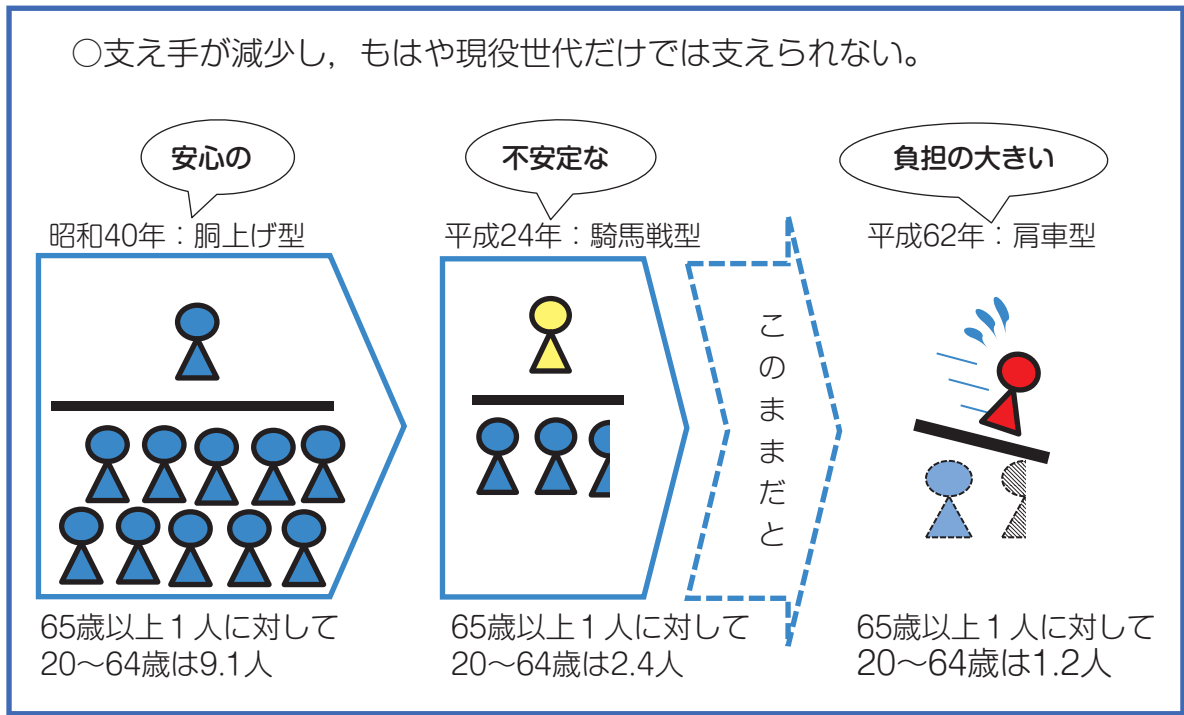 ○支え手が減少し，もはや現役世代だけでは支えられない。
安心の
昭和40年：胴上げ型
65歳以上１人に対して
20～64歳は9.1人
不安定な
平成24年：騎馬戦型
65歳以上１人に対して
20～64歳は2.4人
このままだと
負担の大きい
平成62年：肩車型
65歳以上１人に対して
20～64歳は1.2人